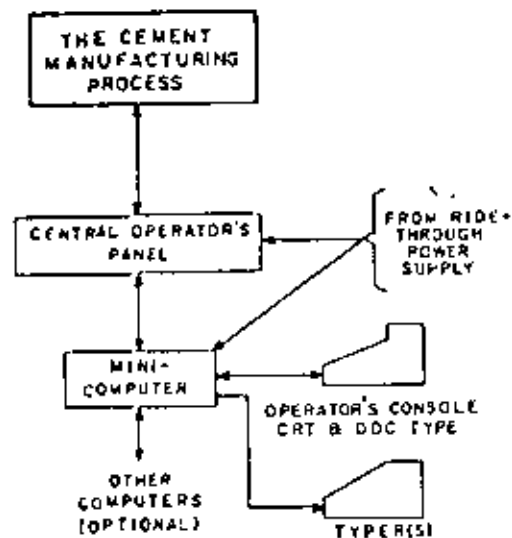 THE CEMENT
MANUFACTURING
PROCESS
CENTRAL OPERATOR'S
PANEL
FROM RIDE-
THROUGH
POWER
SUPPLY
MINI-
COMPUTER
OPERATOR'S CONSOLE
CRT & DDC TYPE
OTHER
COMPUTERS
(OPTIONAL)
TYPER(S)